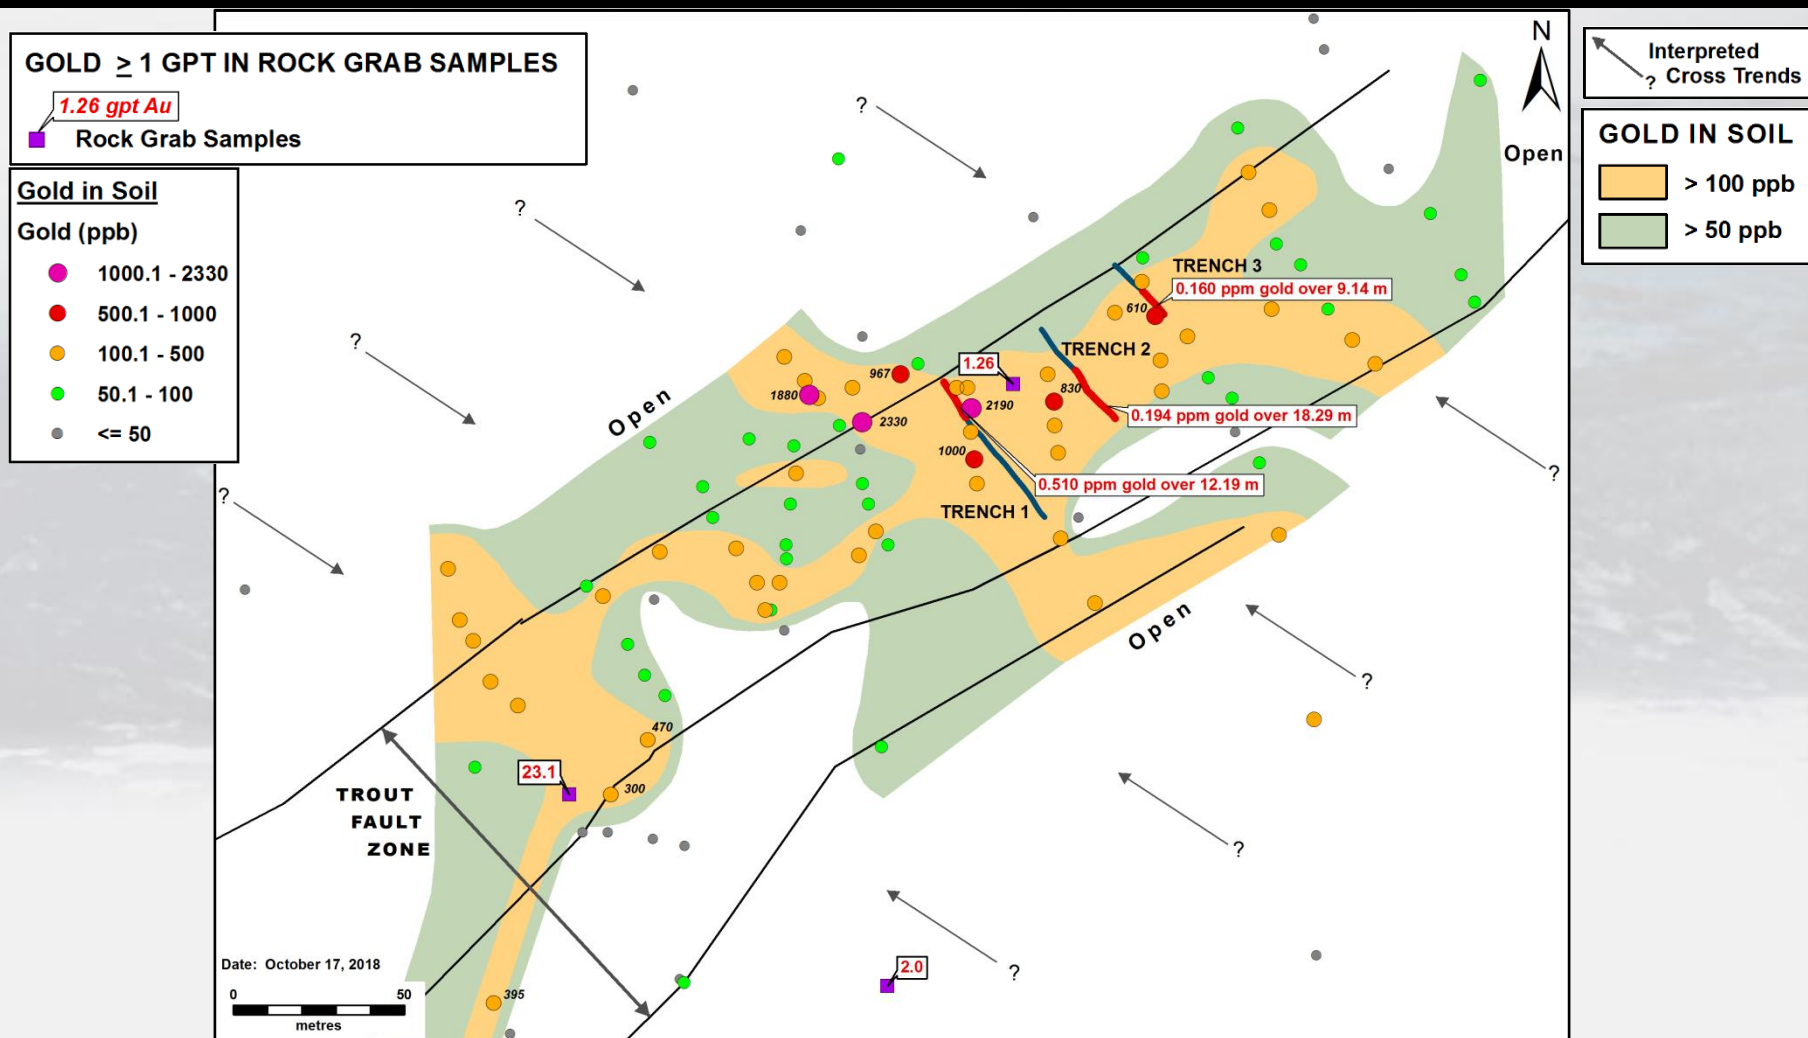 GOLD ≥ 1 GPT IN ROCK GRAB SAMPLES
1.26 gpt Au
Rock Grab Samples
Gold in Soil
Gold (ppb)
1000.1 - 2330
500.1 - 1000
100.1 - 500
50.1 - 100
<= 50
N
?
Interpreted
? Cross Trends
GOLD IN SOIL
> 100 ppb
> 50 ppb
Open
?
?
?
TRENCH 3
0.160 ppm gold over 9.14 m
610
TRENCH 2
1.26
967
830
1880
2190
2330
0.194 ppm gold over 18.29 m
Open
1000
0.510 ppm gold over 12.19 m
TRENCH 1
?
Open
?
470
23.1
300
TROUT
FAULT
ZONE
?
2.0
?
395
Date: October 17, 2018
0 50
metres